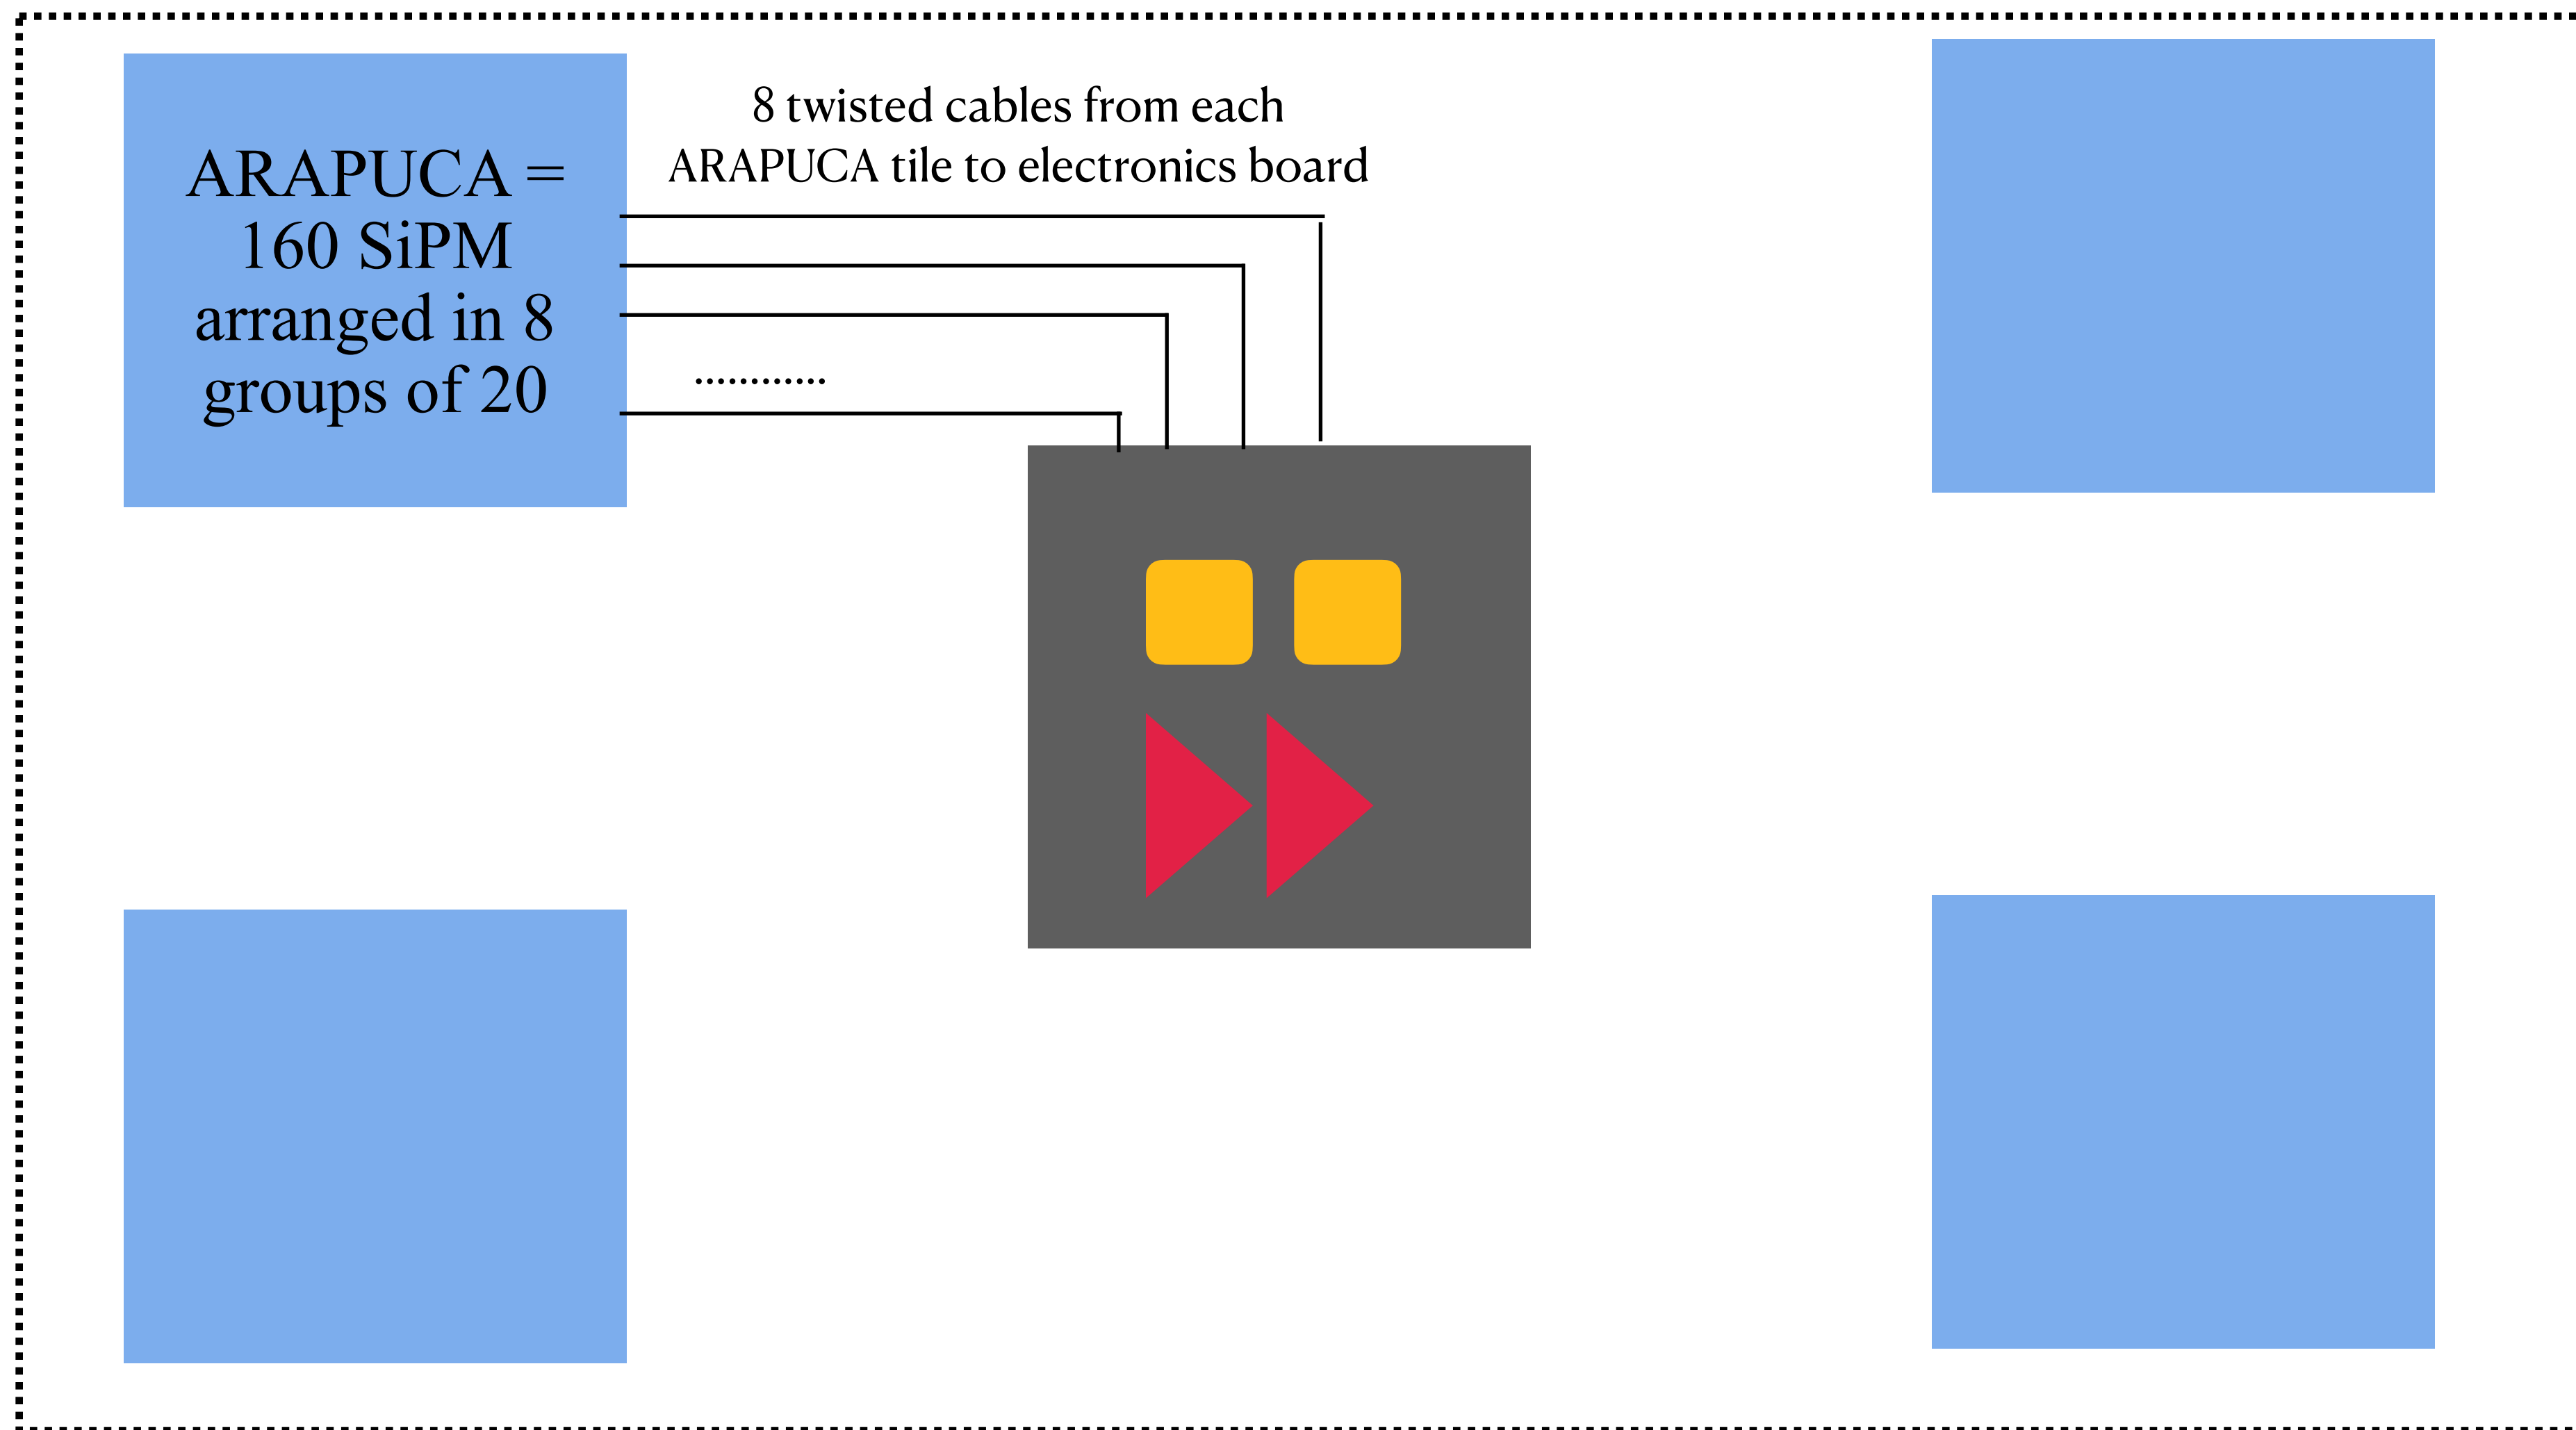 ARAPUCA =
160 SiPM
arranged in 8
groups of 20
8 twisted cables from each
ARAPUCA tile to electronics board
............